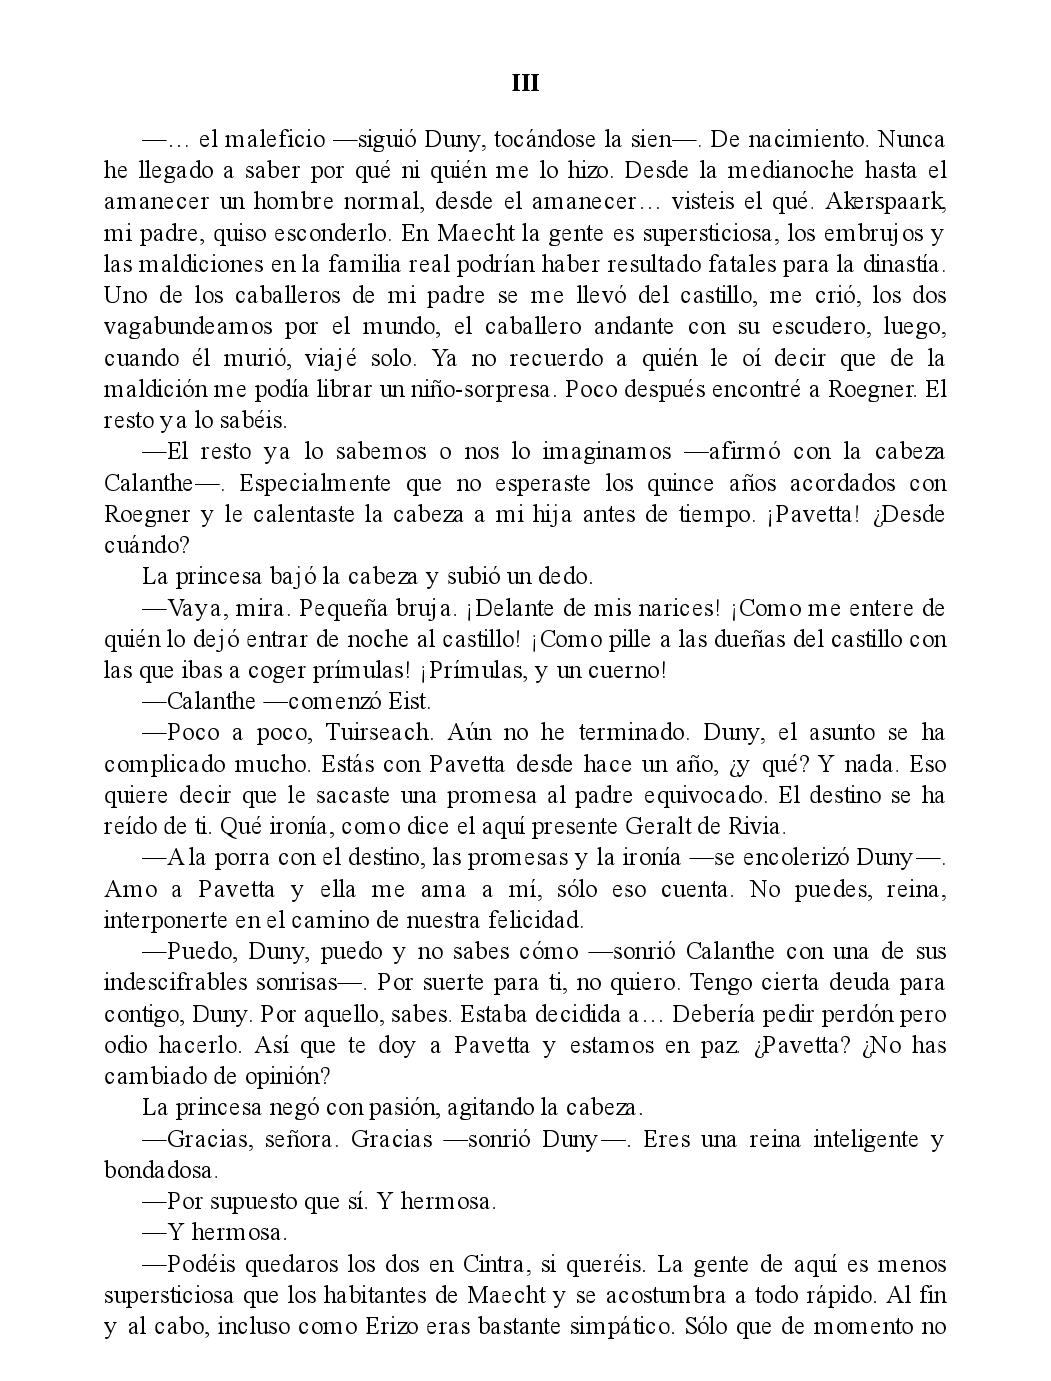 III
—… el maleficio —siguió Duny, tocándose la sien—. De nacimiento. Nunca
he llegado a saber por qué ni quién me lo hizo. Desde la medianoche hasta el
amanecer un hombre normal, desde el amanecer… visteis el qué. Akerspaark,
mi padre, quiso esconderlo. En Maecht la gente es supersticiosa, los embrujos y
las maldiciones en la familia real podrían haber resultado fatales para la dinastía.
Uno de los caballeros de mi padre se me llevó del castillo, me crió, los dos
vagabundeamos por el mundo, el caballero andante con su escudero, luego,
cuando él murió, viajé solo. Ya no recuerdo a quién le oí decir que de la
maldición me podía librar un niño-sorpresa. Poco después encontré a Roegner. El
resto ya lo sabéis.
—El resto ya lo sabemos o nos lo imaginamos —afirmó con la cabeza
Calanthe—. Especialmente que no esperaste los quince años acordados con
Roegner y le calentaste la cabeza a mi hija antes de tiempo. ¡Pavetta! ¿Desde
cuándo?
La princesa bajó la cabeza y subió un dedo.
—Vaya, mira. Pequeña bruja. ¡Delante de mis narices! ¡Como me entere de
quién lo dejó entrar de noche al castillo! ¡Como pille a las dueñas del castillo con
las que ibas a coger prímulas! ¡Prímulas, y un cuerno!
—Calanthe —comenzó Eist.
—Poco a poco, Tuirseach. Aún no he terminado. Duny, el asunto se ha
complicado mucho. Estás con Pavetta desde hace un año, ¿y qué? Y nada. Eso
quiere decir que le sacaste una promesa al padre equivocado. El destino se ha
reído de ti. Qué ironía, como dice el aquí presente Geralt de Rivia.
—A la porra con el destino, las promesas y la ironía —se encolerizó Duny—.
Amo a Pavetta y ella me ama a mí, sólo eso cuenta. No puedes, reina,
interponerte en el camino de nuestra felicidad.
—Puedo, Duny, puedo y no sabes cómo —sonrió Calanthe con una de sus
indescifrables sonrisas—. Por suerte para ti, no quiero. Tengo cierta deuda para
contigo, Duny. Por aquello, sabes. Estaba decidida a… Debería pedir perdón pero
odio hacerlo. Así que te doy a Pavetta y estamos en paz. ¿Pavetta? ¿No has
cambiado de opinión?
La princesa negó con pasión, agitando la cabeza.
—Gracias, señora. Gracias —sonrió Duny—. Eres una reina inteligente y
bondadosa.
—Por supuesto que sí. Y hermosa.
—Y hermosa.
—Podéis quedaros los dos en Cintra, si queréis. La gente de aquí es menos
supersticiosa que los habitantes de Maecht y se acostumbra a todo rápido. Al fin
y al cabo, incluso como Erizo eras bastante simpático. Sólo que de momento no